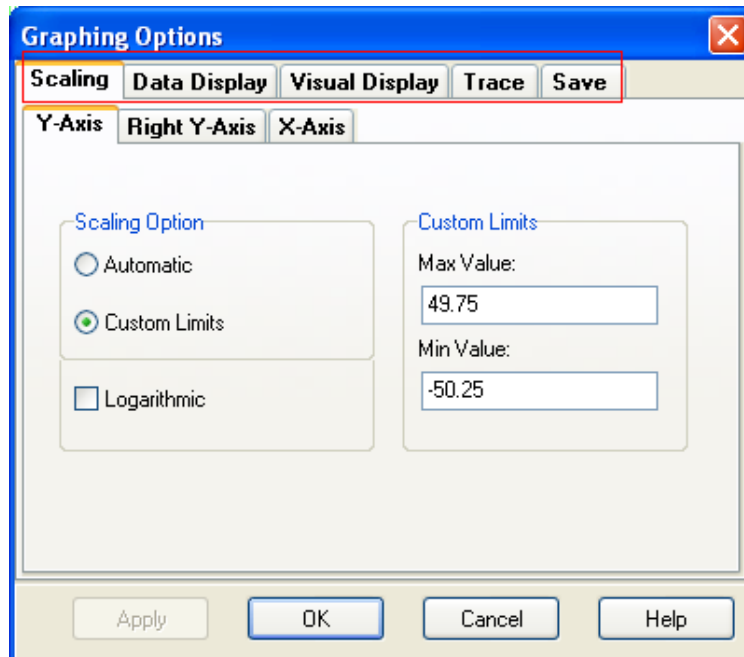 Graphing Options
Scaling Data Display Visual Display Trace Save
Y-Axis Right Y-Axis X-Axis
Scaling Option
Automatic
Custom Limits
Logarithmic
Custom Limits
Max Value:
49.75
Min Value:
-50.25
Apply OK Cancel Help